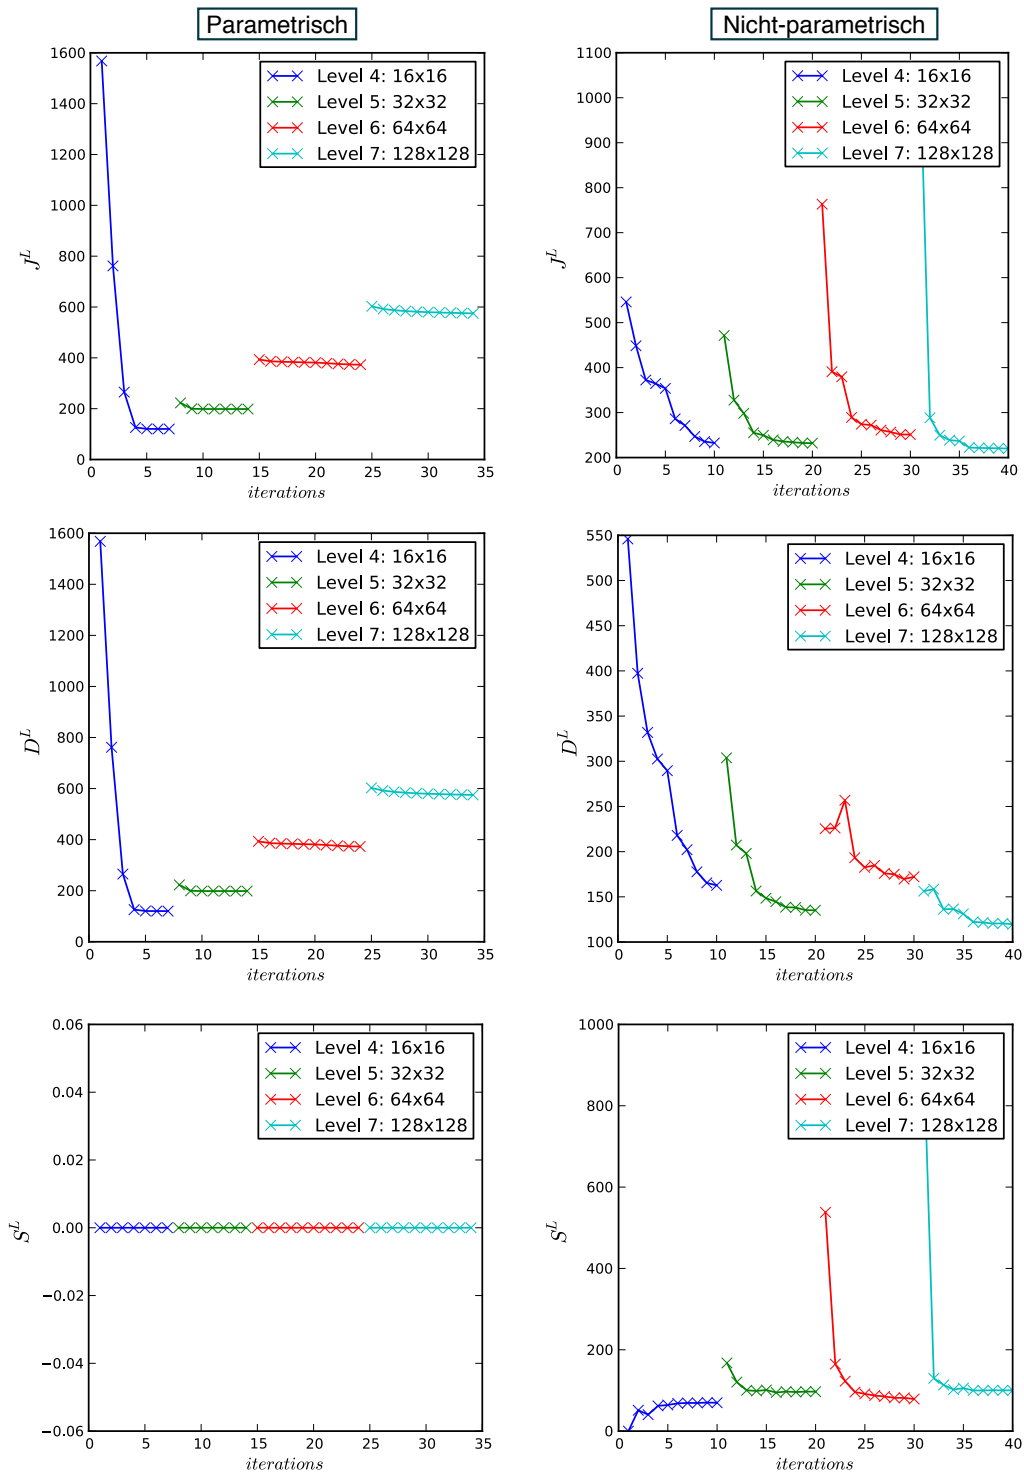 Parametrisch
Nicht-parametrisch
1600
1400
1200
1000
800
600
400
200
0
J^L
Level 4: 16x16
Level 5: 32x32
Level 6: 64x64
Level 7: 128x128
0 5 10 15 20 25 30 35
iterations
1100
1000
900
800
700
600
500
400
300
200
J^L
Level 4: 16x16
Level 5: 32x32
Level 6: 64x64
Level 7: 128x128
0 5 10 15 20 25 30 35 40
iterations
1600
1400
1200
1000
800
600
400
200
0
D^L
Level 4: 16x16
Level 5: 32x32
Level 6: 64x64
Level 7: 128x128
0 5 10 15 20 25 30 35
iterations
550
500
450
400
350
300
250
200
150
100
D^L
Level 4: 16x16
Level 5: 32x32
Level 6: 64x64
Level 7: 128x128
0 5 10 15 20 25 30 35 40
iterations
0.06
0.04
0.02
0.00
−0.02
−0.04
−0.06
S^L
Level 4: 16x16
Level 5: 32x32
Level 6: 64x64
Level 7: 128x128
0 5 10 15 20 25 30 35
iterations
1000
800
600
400
200
0
S^L
Level 4: 16x16
Level 5: 32x32
Level 6: 64x64
Level 7: 128x128
0 5 10 15 20 25 30 35 40
iterations